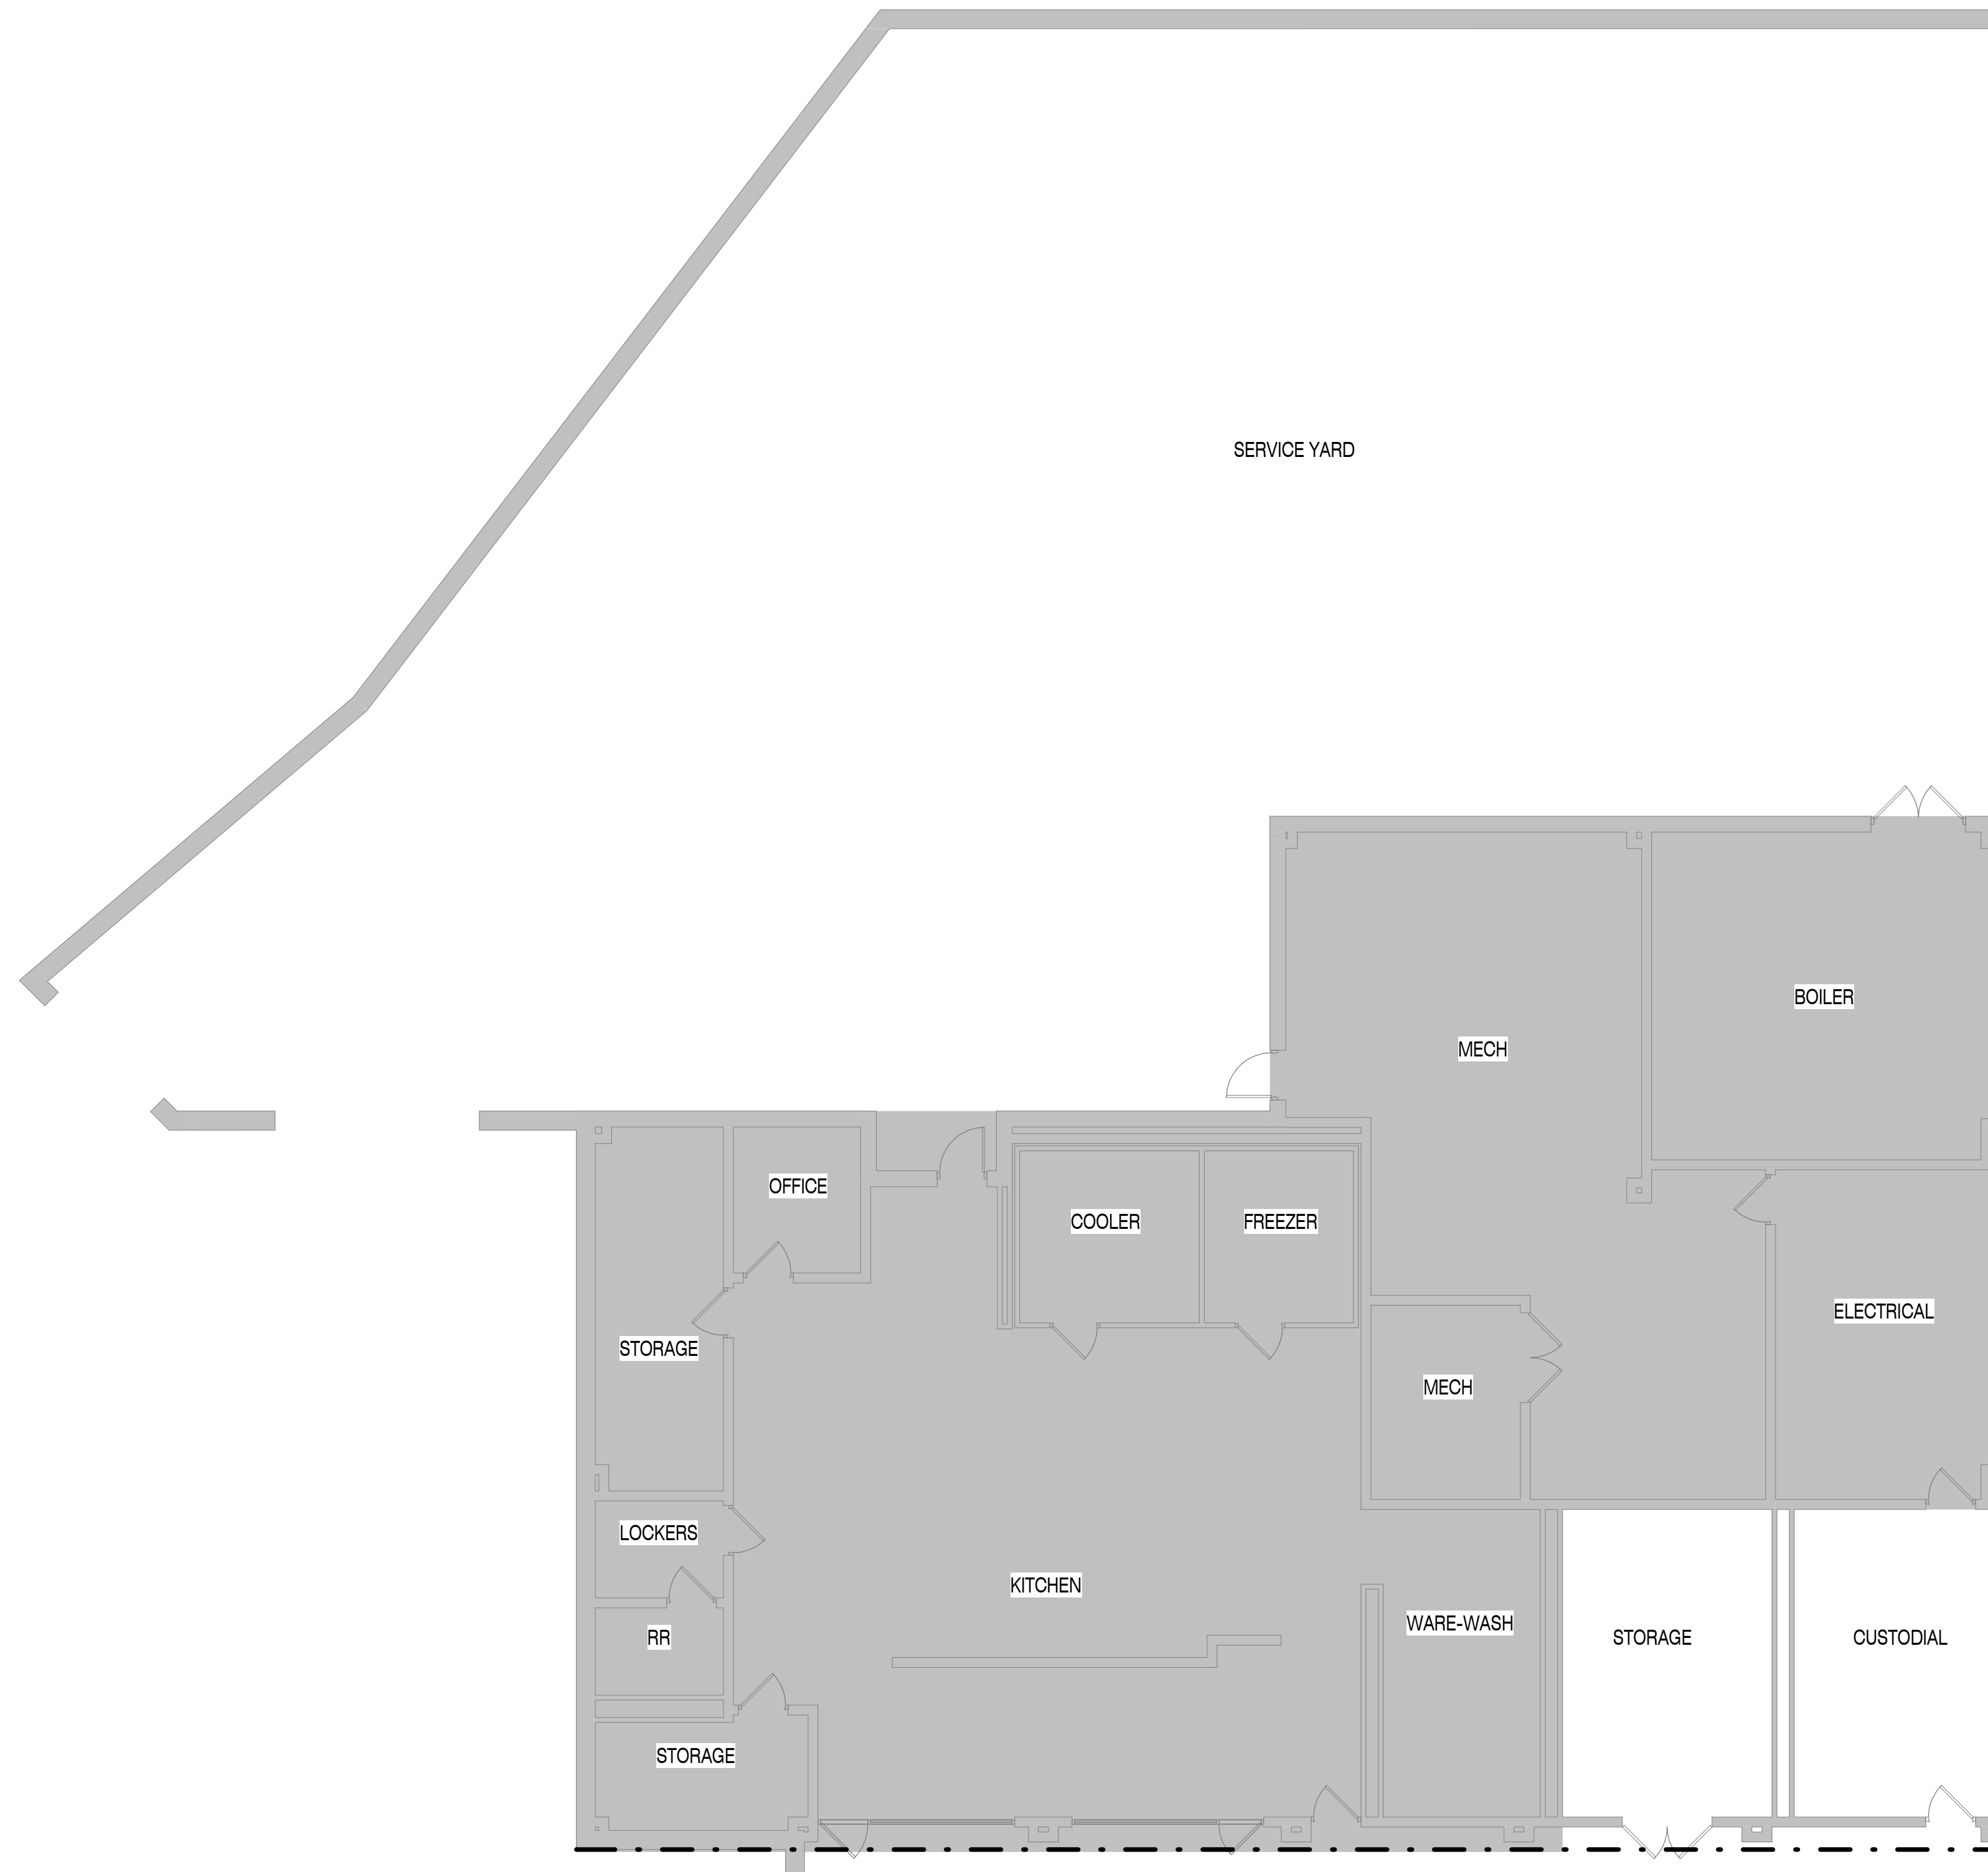 SERVICE YARD
BOILER
MECH
OFFICE
COOLER
FREEZER
ELECTRICAL
STORAGE
MECH
LOCKERS
KITCHEN
WARE-WASH
RR
STORAGE
CUSTODIAL
STORAGE